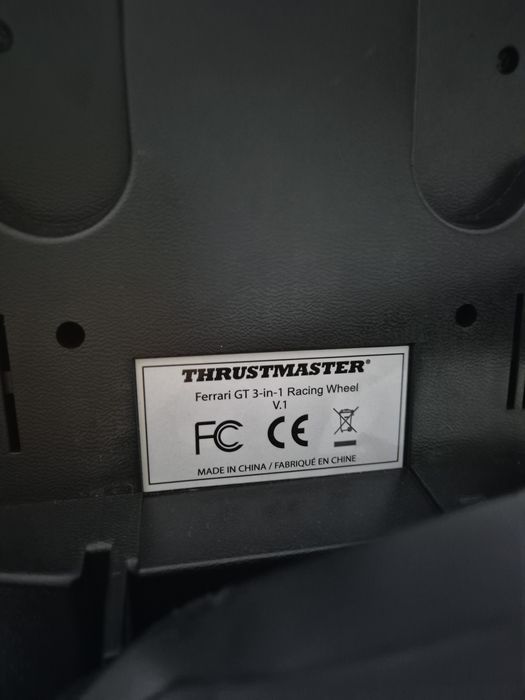 THRUSTMASTER®
Ferrari GT 3-in-1 Racing Wheel
V.1
FC CE
MADE IN CHINA / FABRIQUÉ EN CHINE